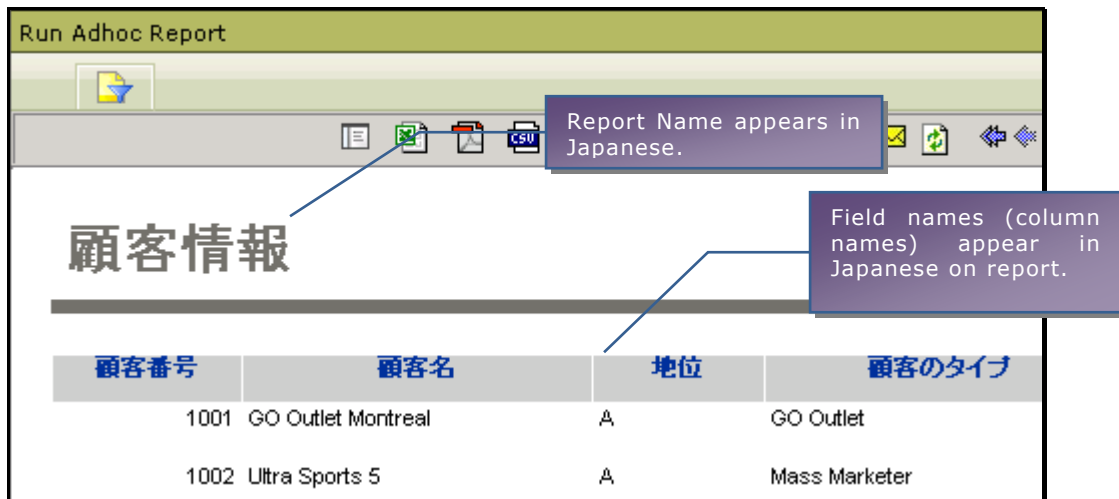 Run Adhoc Report
CSV
Report Name appears in
Japanese.
Field names (column
names) appear in
Japanese on report.
顧客情報
顧客番号 顧客名 地位 顧客のタイプ
1001 GO Outlet Montreal A GO Outlet
1002 Ultra Sports 5 A Mass Marketer